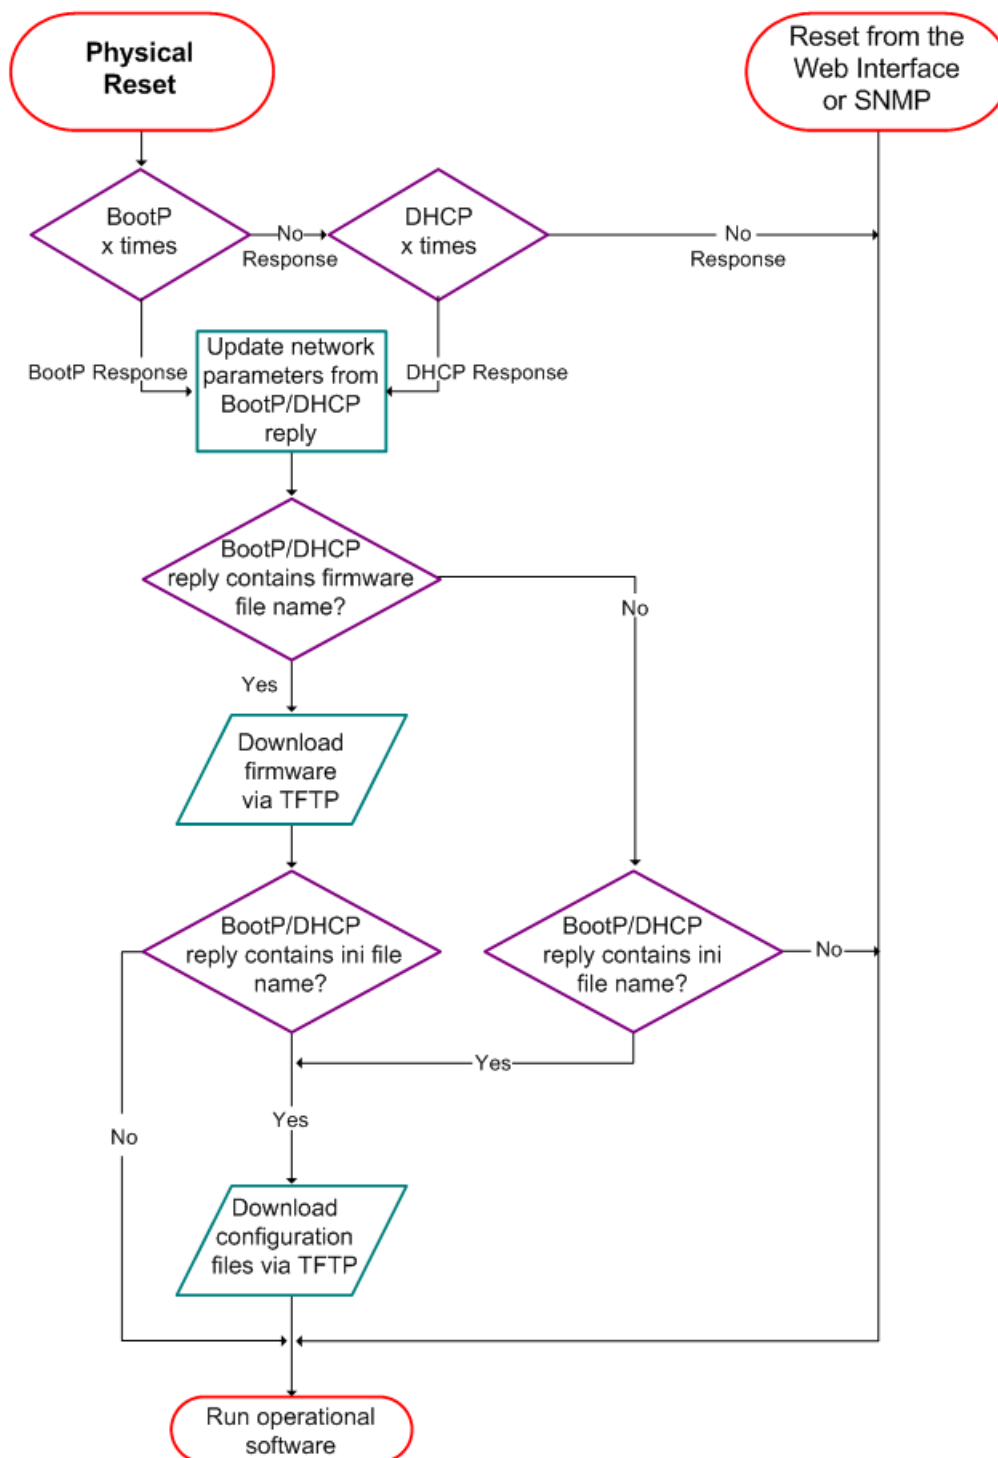 Physical
Reset
Reset from the
Web Interface
or SNMP
BootP
x times
No
Response
DHCP
x times
No
Response
BootP Response
Update network
parameters from
BootP/DHCP
reply
DHCP Response
BootP/DHCP
reply contains firmware
file name?
No
Yes
Download
firmware
via TFTP
BootP/DHCP
reply contains ini file
name?
BootP/DHCP
reply contains ini
file name?
No
Yes
Yes
No
Download
configuration
files via TFTP
Run operational
software